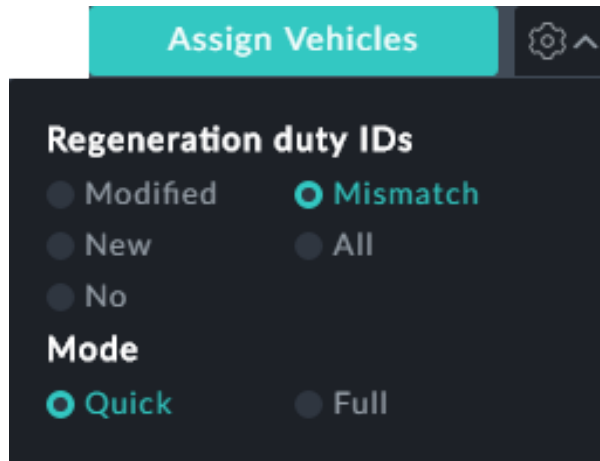 Assign Vehicles
Regeneration duty IDs
Modified Mismatch
New All
No
Mode
Quick Full